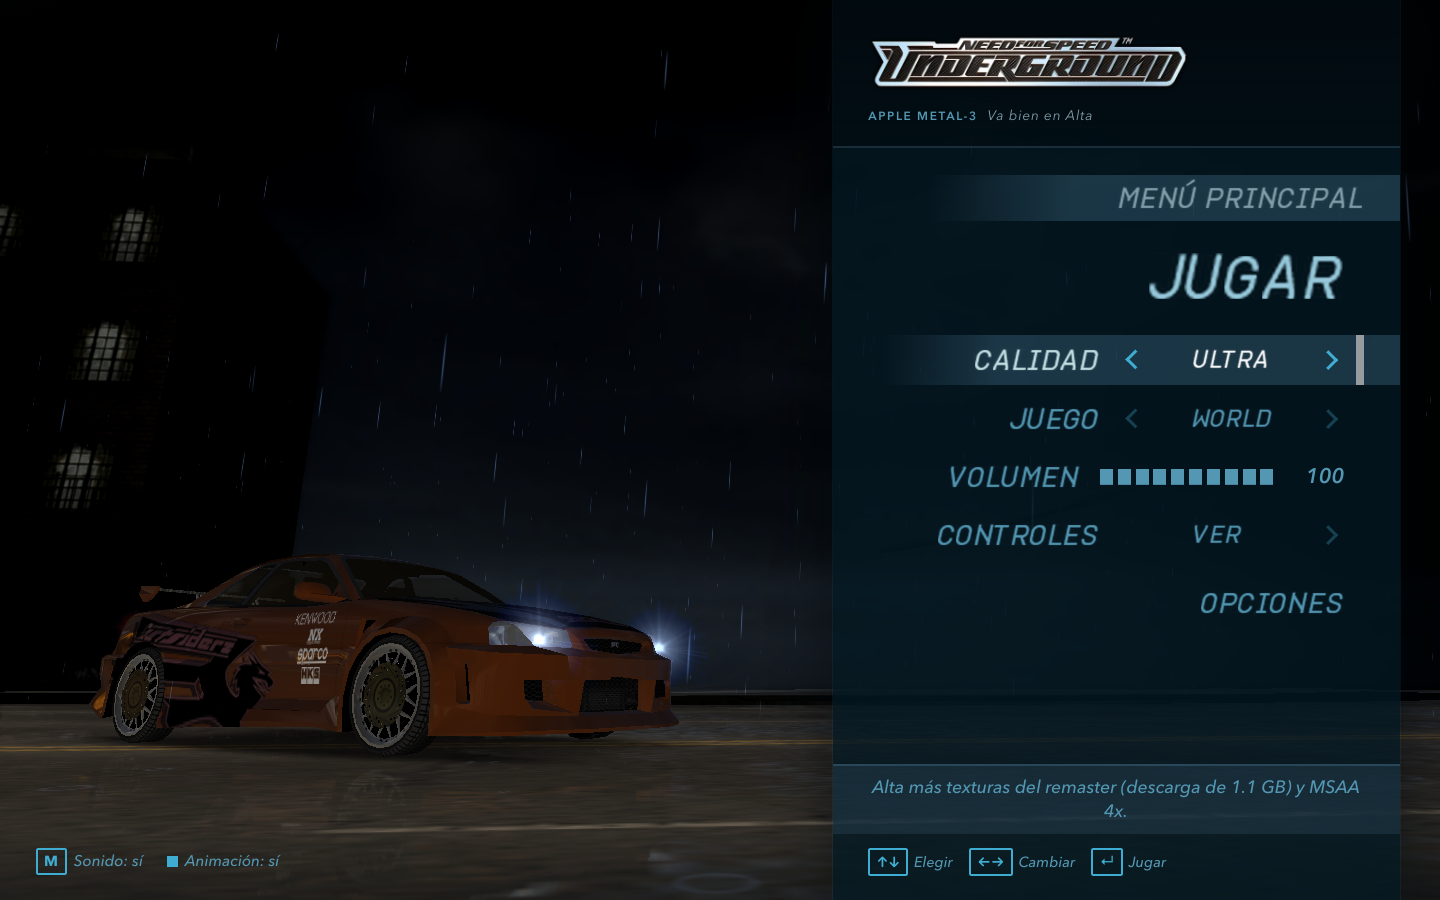 NEED FOR SPEED™
UNDERGROUND
APPLE METAL-3 Va bien en Alta
MENÚ PRINCIPAL
JUGAR
CALIDAD < ULTRA >
JUEGO < WORLD >
VOLUMEN 100
CONTROLES VER >
OPCIONES
KENWOOD
NX
sparco
HKS
Alta más texturas del remaster (descarga de 1.1 GB) y MSAA
4x.
M Sonido: sí Animación: sí
↑↓ Elegir ←→ Cambiar ↵ Jugar